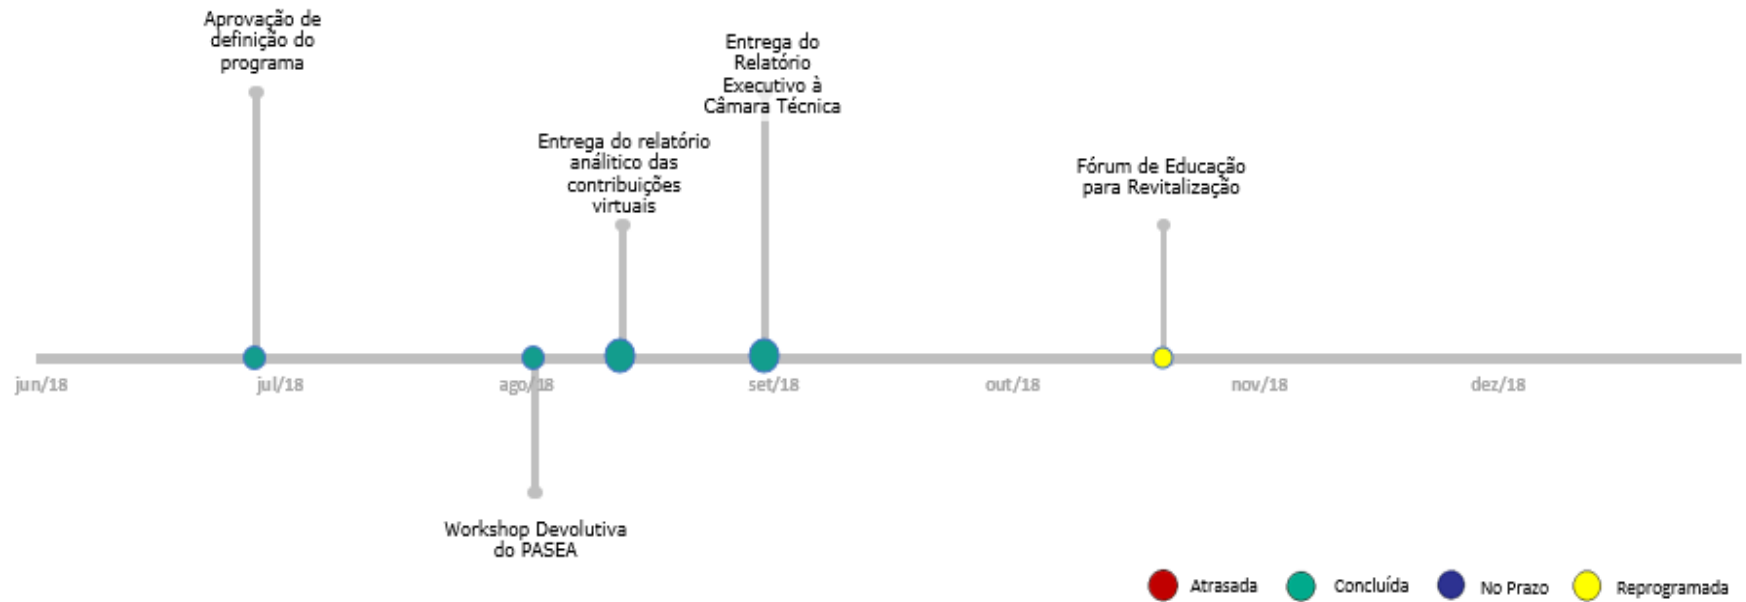 Aprovação de
definição do
programa
Entrega do
Relatório
Executivo à
Câmara Técnica
Entrega do relatório
análitico das
contribuições
virtuais
Fórum de Educação
para Revitalização
jun/18
jul/18
ago/18
set/18
out/18
nov/18
dez/18
Workshop Devolutiva
do PASEA
Atrasada
Concluída
No Prazo
Reprogramada